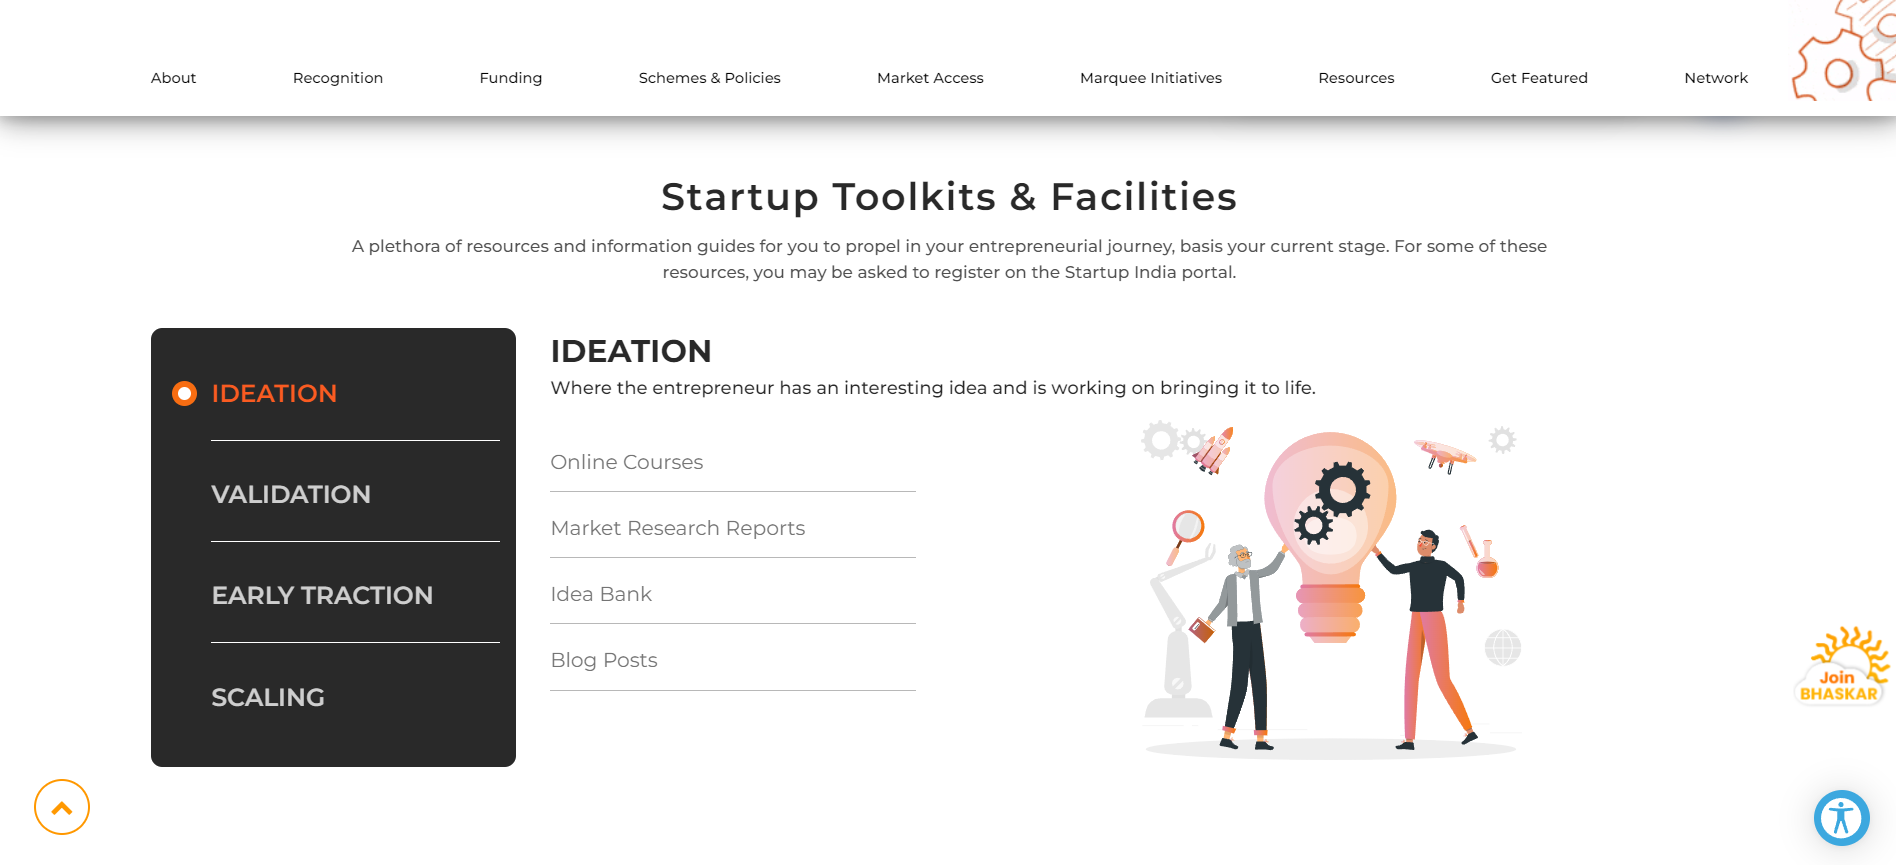 About
Recognition
Funding
Schemes & Policies
Market Access
Marquee Initiatives
Resources
Get Featured
Network
Startup Toolkits & Facilities
A plethora of resources and information guides for you to propel in your entrepreneurial journey, basis your current stage. For some of these
resources, you may be asked to register on the Startup India portal.
IDEATION
VALIDATION
EARLY TRACTION
SCALING
IDEATION
Where the entrepreneur has an interesting idea and is working on bringing it to life.
Online Courses
Market Research Reports
Idea Bank
Blog Posts
Join
BHASKAR